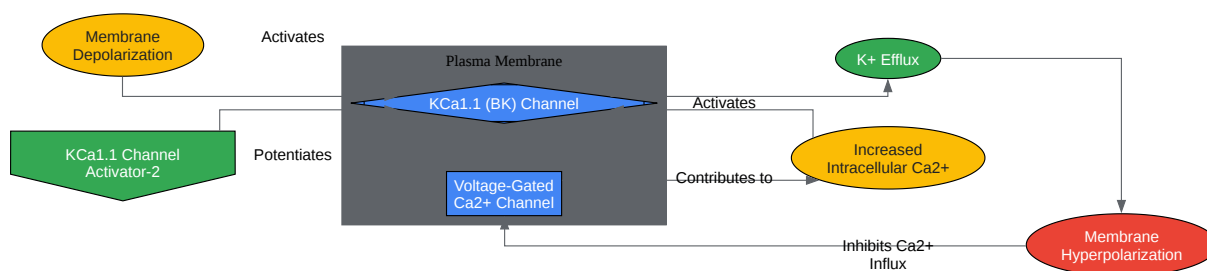 Membrane
Depolarization
Activates
Plasma Membrane
K+ Efflux
KCa1.1 (BK) Channel
Activates
KCa1.1 Channel
Activator-2
Potentiates
Increased
Intracellular Ca2+
Voltage-Gated
Ca2+ Channel
Contributes to
Inhibits Ca2+
Influx
Membrane
Hyperpolarization